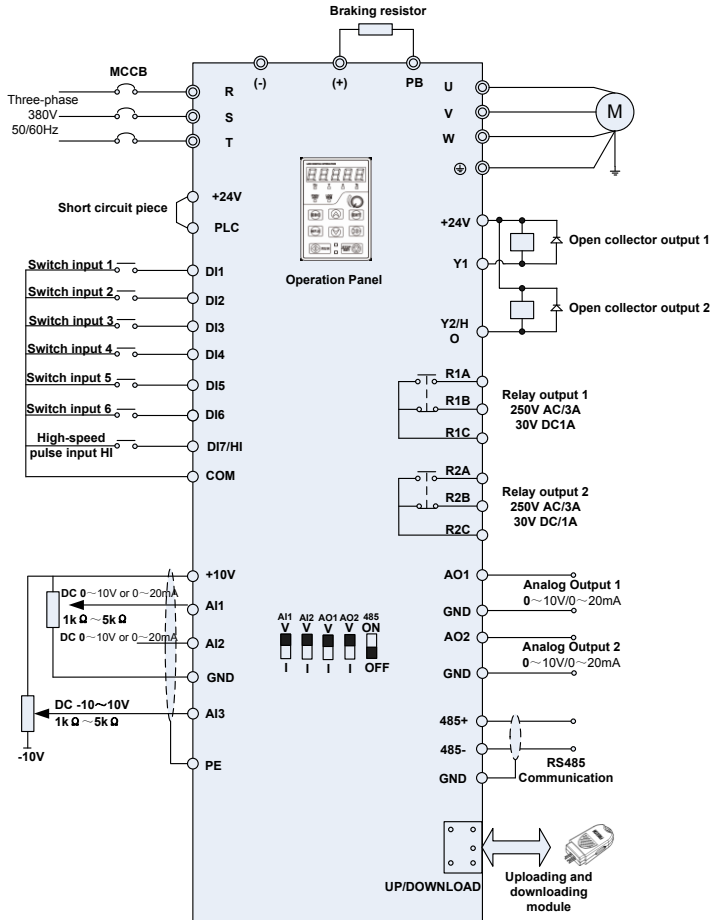 Braking resistor
MCCB
(-)
(+)
PB
Three-phase
380V
50/60Hz
R
S
T
U
V
W
M
Short circuit piece
+24V
PLC
Operation Panel
+24V
Y1
Y2/H
O
Open collector output 1
Open collector output 2
Switch input 1
DI1
Switch input 2
DI2
Switch input 3
DI3
Switch input 4
DI4
Switch input 5
DI5
Switch input 6
DI6
High-speed
pulse input HI
DI7/HI
COM
R1A
R1B
R1C
Relay output 1
250V AC/3A
30V DC1A
R2A
R2B
R2C
Relay output 2
250V AC/3A
30V DC/1A
+10V
DC 0～10V or 0～20mA
AI1
1kΩ～5kΩ
DC 0～10V or 0～20mA
AI2
GND
DC -10～10V
AI3
1kΩ～5kΩ
-10V
PE
AI1 AI2 AO1 AO2 485
V V V V ON
I I I I OFF
AO1
Analog Output 1
0～10V/0～20mA
GND
AO2
Analog Output 2
0～10V/0～20mA
GND
485+
485-
GND
RS485
Communication
UP/DOWNLOAD
Uploading and
downloading
module